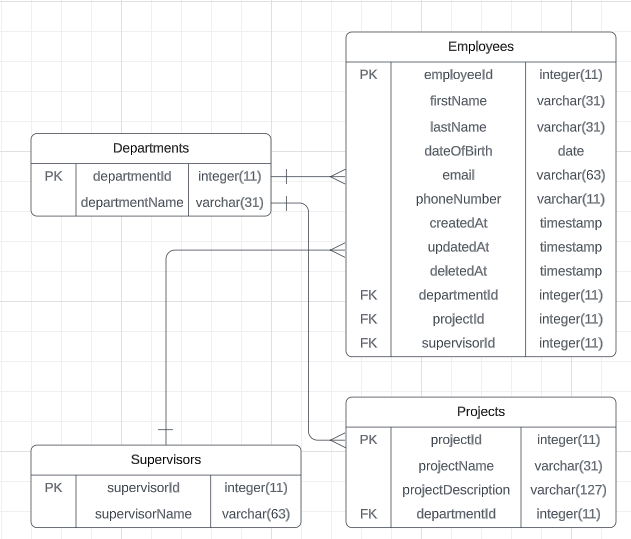 Employees
PK employeeId integer(11)
firstName varchar(31)
lastName varchar(31)
dateOfBirth date
email varchar(63)
phoneNumber varchar(11)
createdAt timestamp
updatedAt timestamp
deletedAt timestamp
FK departmentId integer(11)
FK projectId integer(11)
FK supervisorId integer(11)
Departments
PK departmentId integer(11)
departmentName varchar(31)
Projects
PK projectId integer(11)
projectName varchar(31)
projectDescription varchar(127)
FK departmentId integer(11)
Supervisors
PK supervisorId integer(11)
supervisorName varchar(63)